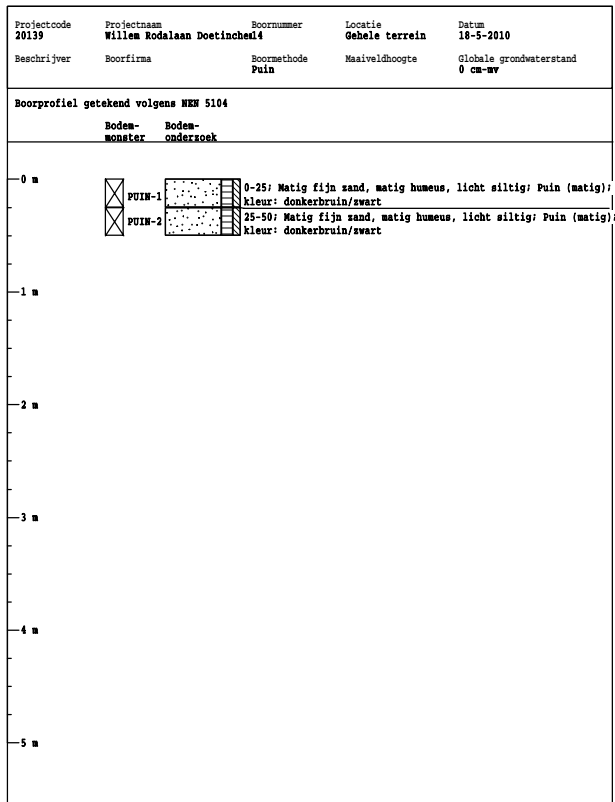 Projectcode Projectnaam Boornummer Locatie Datum
20139 Willem Rodalaan Doetinchem14 Gehele terrein 18-5-2010
Beschrijver Boorfirma Boormethode Maaiveldhoogte Globale grondwaterstand
Puin 0 cm-mv
Boorprofiel getekend volgens NEN 5104
Bodem- Bodem-
monster onderzoek
0 m
PUIN-1 0-25; Matig fijn zand, matig humeus, licht siltig; Puin (matig);
kleur: donkerbruin/zwart
PUIN-2 25-50; Matig fijn zand, matig humeus, licht siltig; Puin (matig);
kleur: donkerbruin/zwart
1 m
2 m
3 m
4 m
5 m